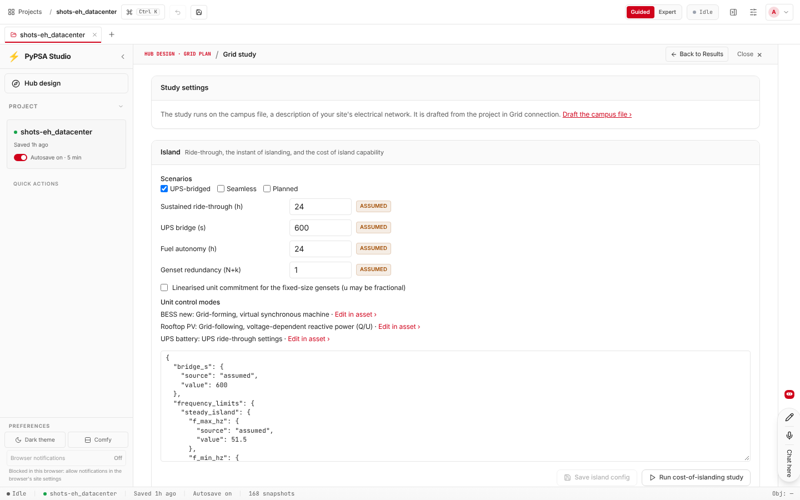 Projects / shots-eh_datacenter ⌘ Ctrl K Guided Expert Idle A
shots-eh_datacenter × +
PyPSA Studio
Hub design
PROJECT
shots-eh_datacenter
Saved 1h ago
Autosave on · 5 min
QUICK ACTIONS
PREFERENCES
Dark theme Comfy
Browser notifications Off
Blocked in this browser: allow notifications in the
browser's site settings
HUB DESIGN · GRID PLAN / Grid study
← Back to Results Close ×
Study settings
The study runs on the campus file, a description of your site's electrical network. It is drafted from the project in Grid connection. Draft the campus file ›
Island Ride-through, the instant of islanding, and the cost of island capability
Scenarios
UPS-bridged Seamless Planned
Sustained ride-through (h) 24 ASSUMED
UPS bridge (s) 600 ASSUMED
Fuel autonomy (h) 24 ASSUMED
Genset redundancy (N+k) 1 ASSUMED
Linearised unit commitment for the fixed-size gensets (u may be fractional)
Unit control modes
BESS new: Grid-forming, virtual synchronous machine · Edit in asset ›
Rooftop PV: Grid-following, voltage-dependent reactive power (Q/U) · Edit in asset ›
UPS battery: UPS ride-through settings · Edit in asset ›
{
"bridge_s": {
"source": "assumed",
"value": 600
},
"frequency_limits": {
"steady_island": {
"f_max_hz": {
"source": "assumed",
"value": 51.5
},
"f_min_hz": {
Save island config Run cost-of-islanding study
Chat here
Idle shots-eh_datacenter Saved 1h ago Autosave on 168 snapshots Obj: —